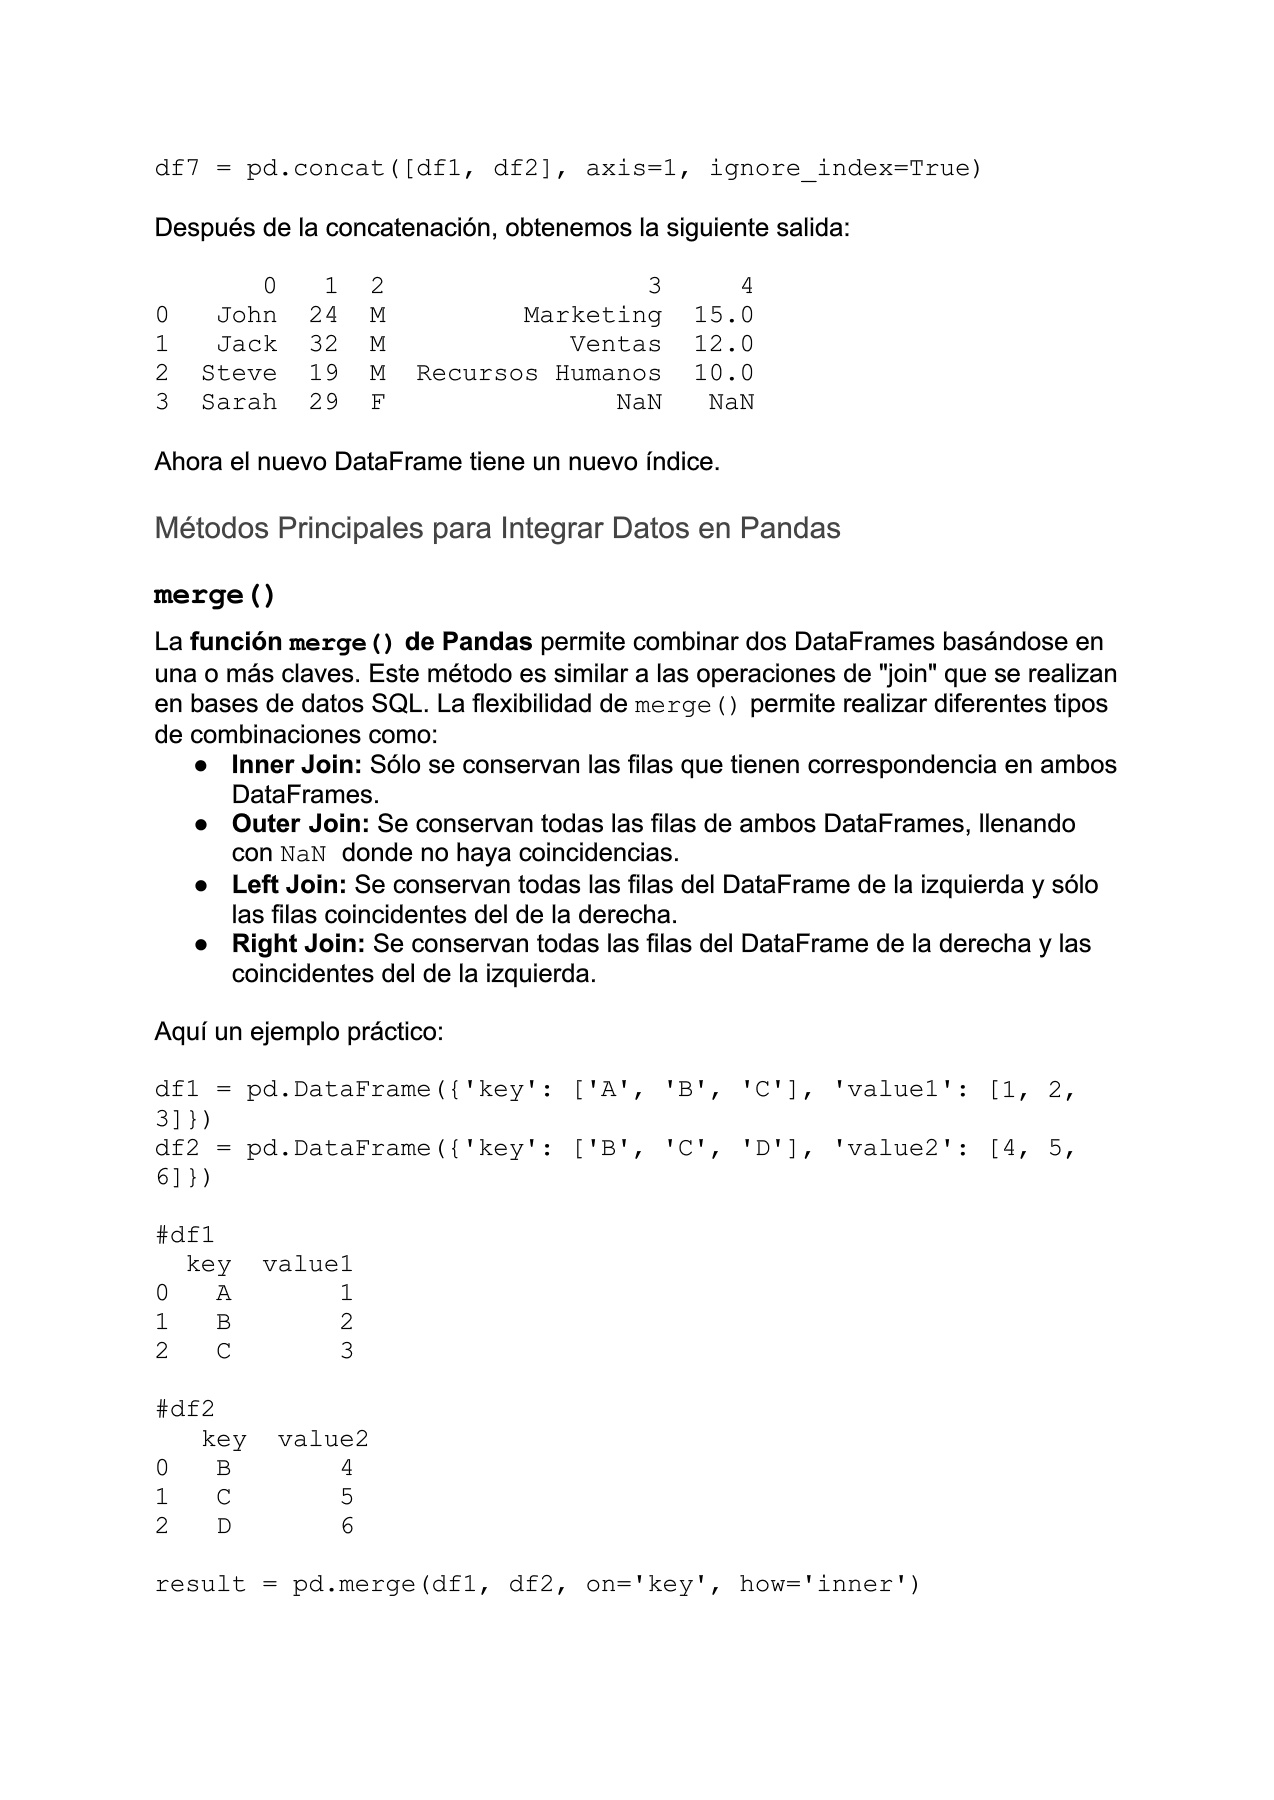 df7 = pd.concat([df1, df2], axis=1, ignore_index=True)
Después de la concatenación, obtenemos la siguiente salida:
       0   1  2                 3     4
0   John  24  M         Marketing  15.0
1   Jack  32  M            Ventas  12.0
2  Steve  19  M  Recursos Humanos  10.0
3  Sarah  29  F               NaN   NaN
Ahora el nuevo DataFrame tiene un nuevo índice.
Métodos Principales para Integrar Datos en Pandas
merge()
La función merge() de Pandas permite combinar dos DataFrames basándose en
una o más claves. Este método es similar a las operaciones de "join" que se realizan
en bases de datos SQL. La flexibilidad de merge() permite realizar diferentes tipos
de combinaciones como:
● Inner Join: Sólo se conservan las filas que tienen correspondencia en ambos
DataFrames.
● Outer Join: Se conservan todas las filas de ambos DataFrames, llenando
con NaN donde no haya coincidencias.
● Left Join: Se conservan todas las filas del DataFrame de la izquierda y sólo
las filas coincidentes del de la derecha.
● Right Join: Se conservan todas las filas del DataFrame de la derecha y las
coincidentes del de la izquierda.
Aquí un ejemplo práctico:
df1 = pd.DataFrame({'key': ['A', 'B', 'C'], 'value1': [1, 2,
3]})
df2 = pd.DataFrame({'key': ['B', 'C', 'D'], 'value2': [4, 5,
6]})
#df1
  key  value1
0   A       1
1   B       2
2   C       3
#df2
   key  value2
0   B       4
1   C       5
2   D       6
result = pd.merge(df1, df2, on='key', how='inner')